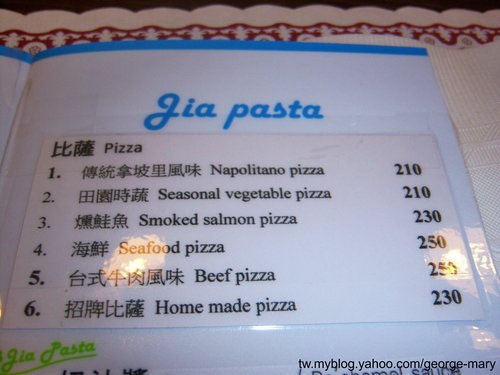 Jia pasta
比薩 Pizza
1. 傳統拿坡里風味 Napolitano pizza 210
2. 田園時蔬 Seasonal vegetable pizza 210
3. 燻鮭魚 Smoked salmon pizza 230
4. 海鮮 Seafood pizza 250
5. 台式牛肉風味 Beef pizza 250
6. 招牌比薩 Home made pizza 230
Jia Pasta
sauce
tw.myblog.yahoo.com/george-mary